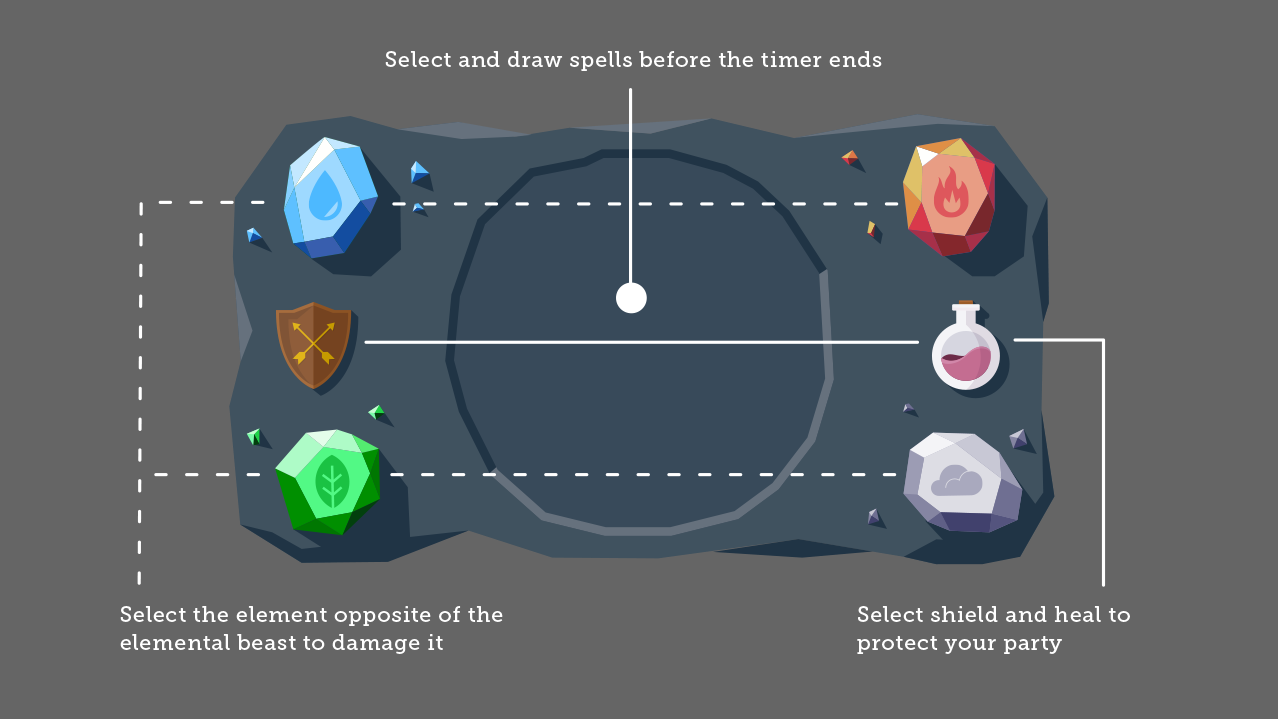 Select and draw spells before the timer ends
Select the element opposite of the
elemental beast to damage it
Select shield and heal to
protect your party